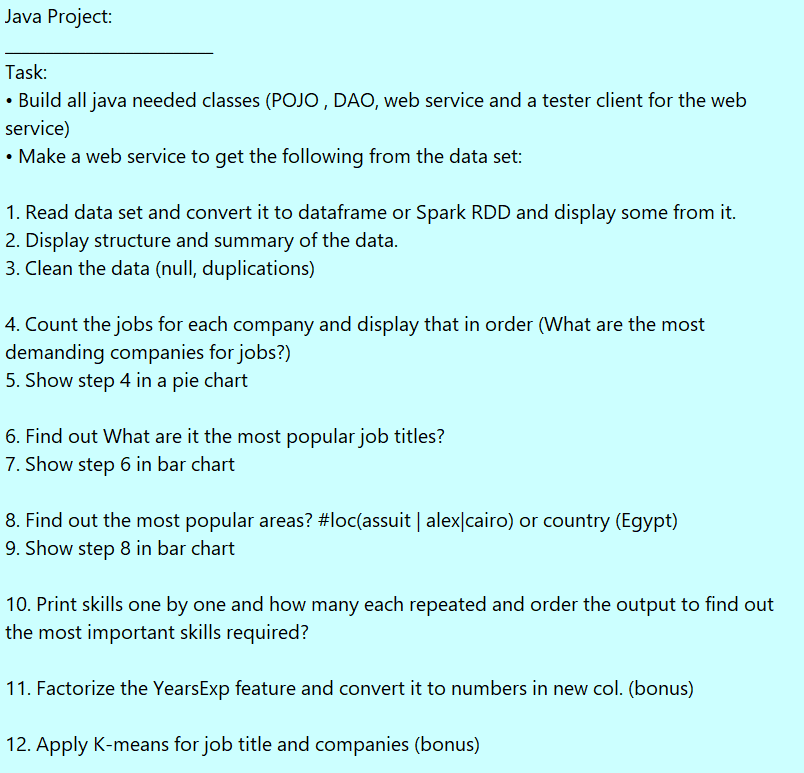 Java Project:
_____________________
Task:
• Build all java needed classes (POJO , DAO, web service and a tester client for the web
service)
• Make a web service to get the following from the data set:
1. Read data set and convert it to dataframe or Spark RDD and display some from it.
2. Display structure and summary of the data.
3. Clean the data (null, duplications)
4. Count the jobs for each company and display that in order (What are the most
demanding companies for jobs?)
5. Show step 4 in a pie chart
6. Find out What are it the most popular job titles?
7. Show step 6 in bar chart
8. Find out the most popular areas? #loc(assuit | alex|cairo) or country (Egypt)
9. Show step 8 in bar chart
10. Print skills one by one and how many each repeated and order the output to find out
the most important skills required?
11. Factorize the YearsExp feature and convert it to numbers in new col. (bonus)
12. Apply K-means for job title and companies (bonus)